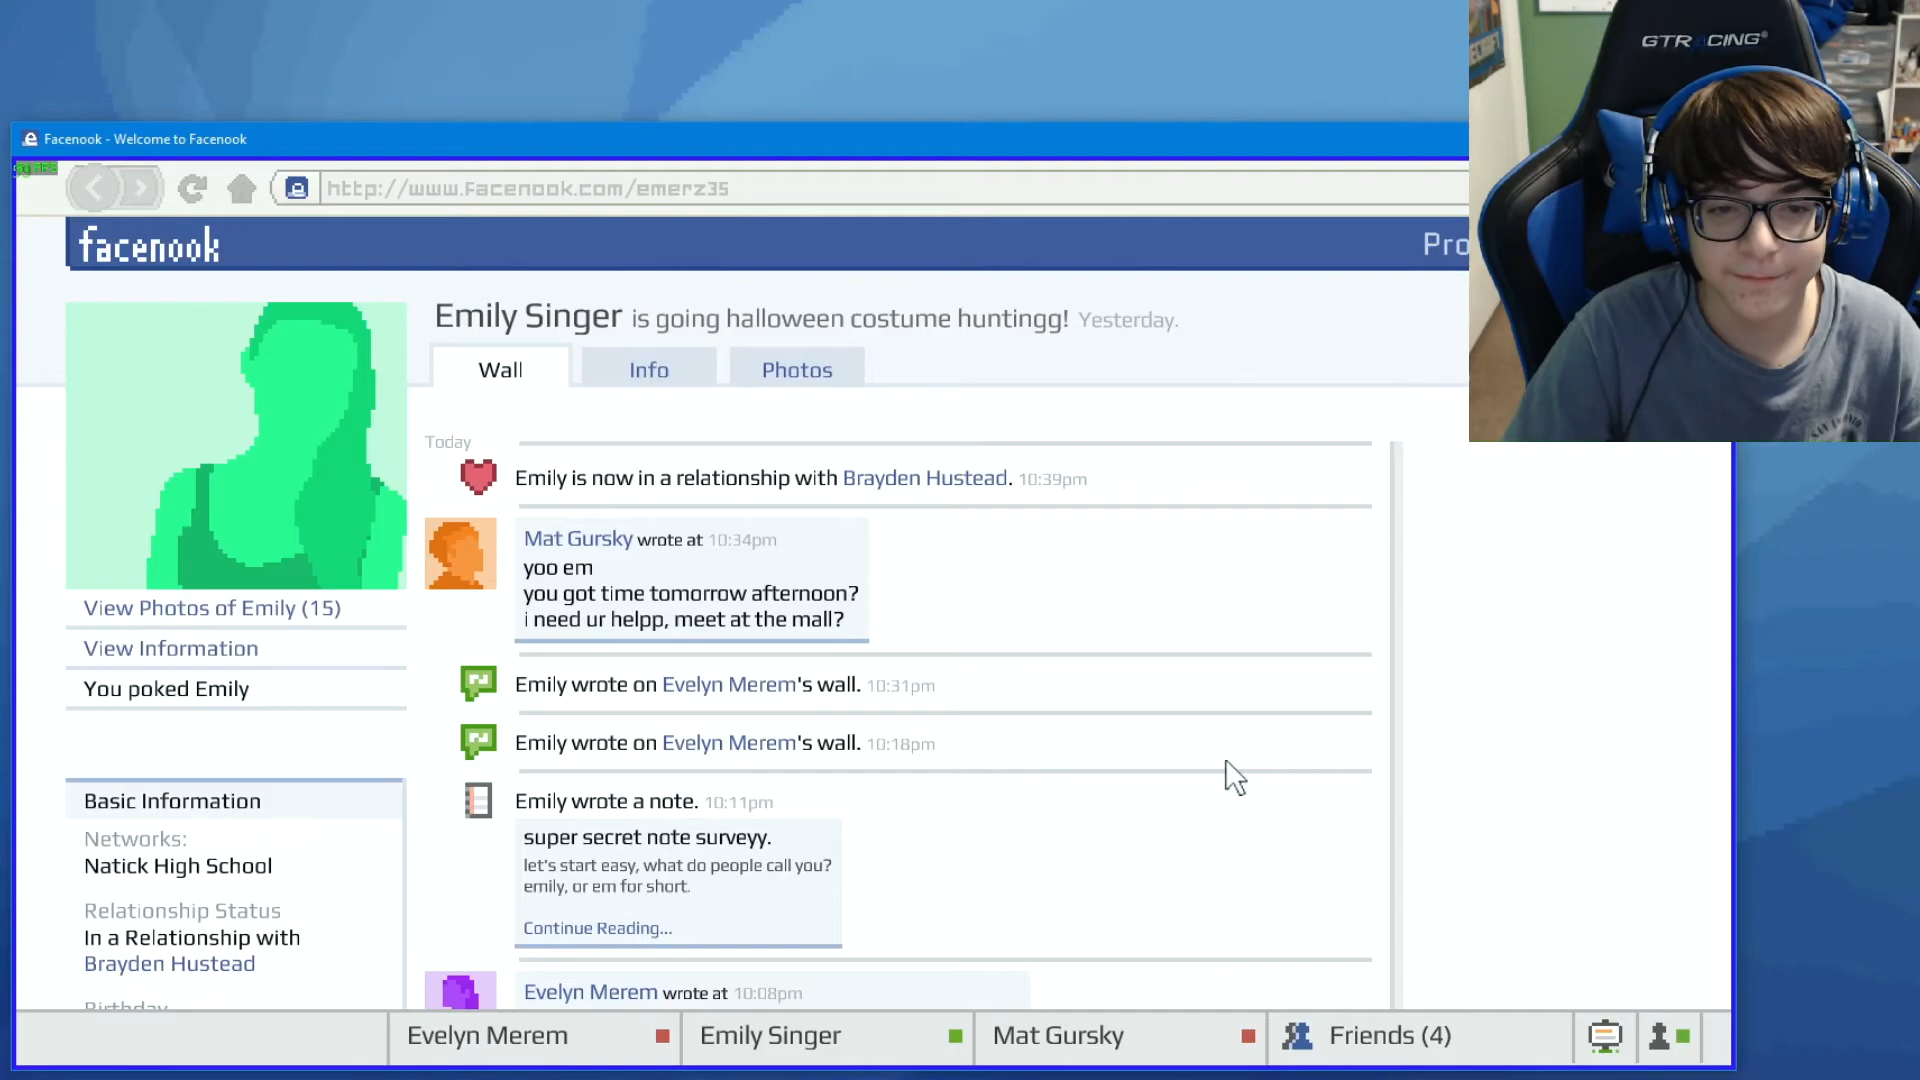 GTRACING
Facenook - Welcome to Facenook
http://www.Facenook.com/emerz35
facenook
Pro
Emily Singer is going halloween costume huntingg! Yesterday.
Wall
Info
Photos
Today
Emily is now in a relationship with Brayden Hustead. 10:39pm
Mat Gursky wrote at 10:34pm
yoo em
you got time tomorrow afternoon?
i need ur helpp, meet at the mall?
View Photos of Emily (15)
View Information
You poked Emily
Emily wrote on Evelyn Merem's wall. 10:31pm
Emily wrote on Evelyn Merem's wall. 10:18pm
Emily wrote a note. 10:11pm
super secret note surveyy.
let's start easy, what do people call you?
emily, or em for short.
Continue Reading...
Basic Information
Networks:
Natick High School
Relationship Status
In a Relationship with
Brayden Hustead
Birthday
Evelyn Merem wrote at 10:08pm
Evelyn Merem
Emily Singer
Mat Gursky
Friends (4)